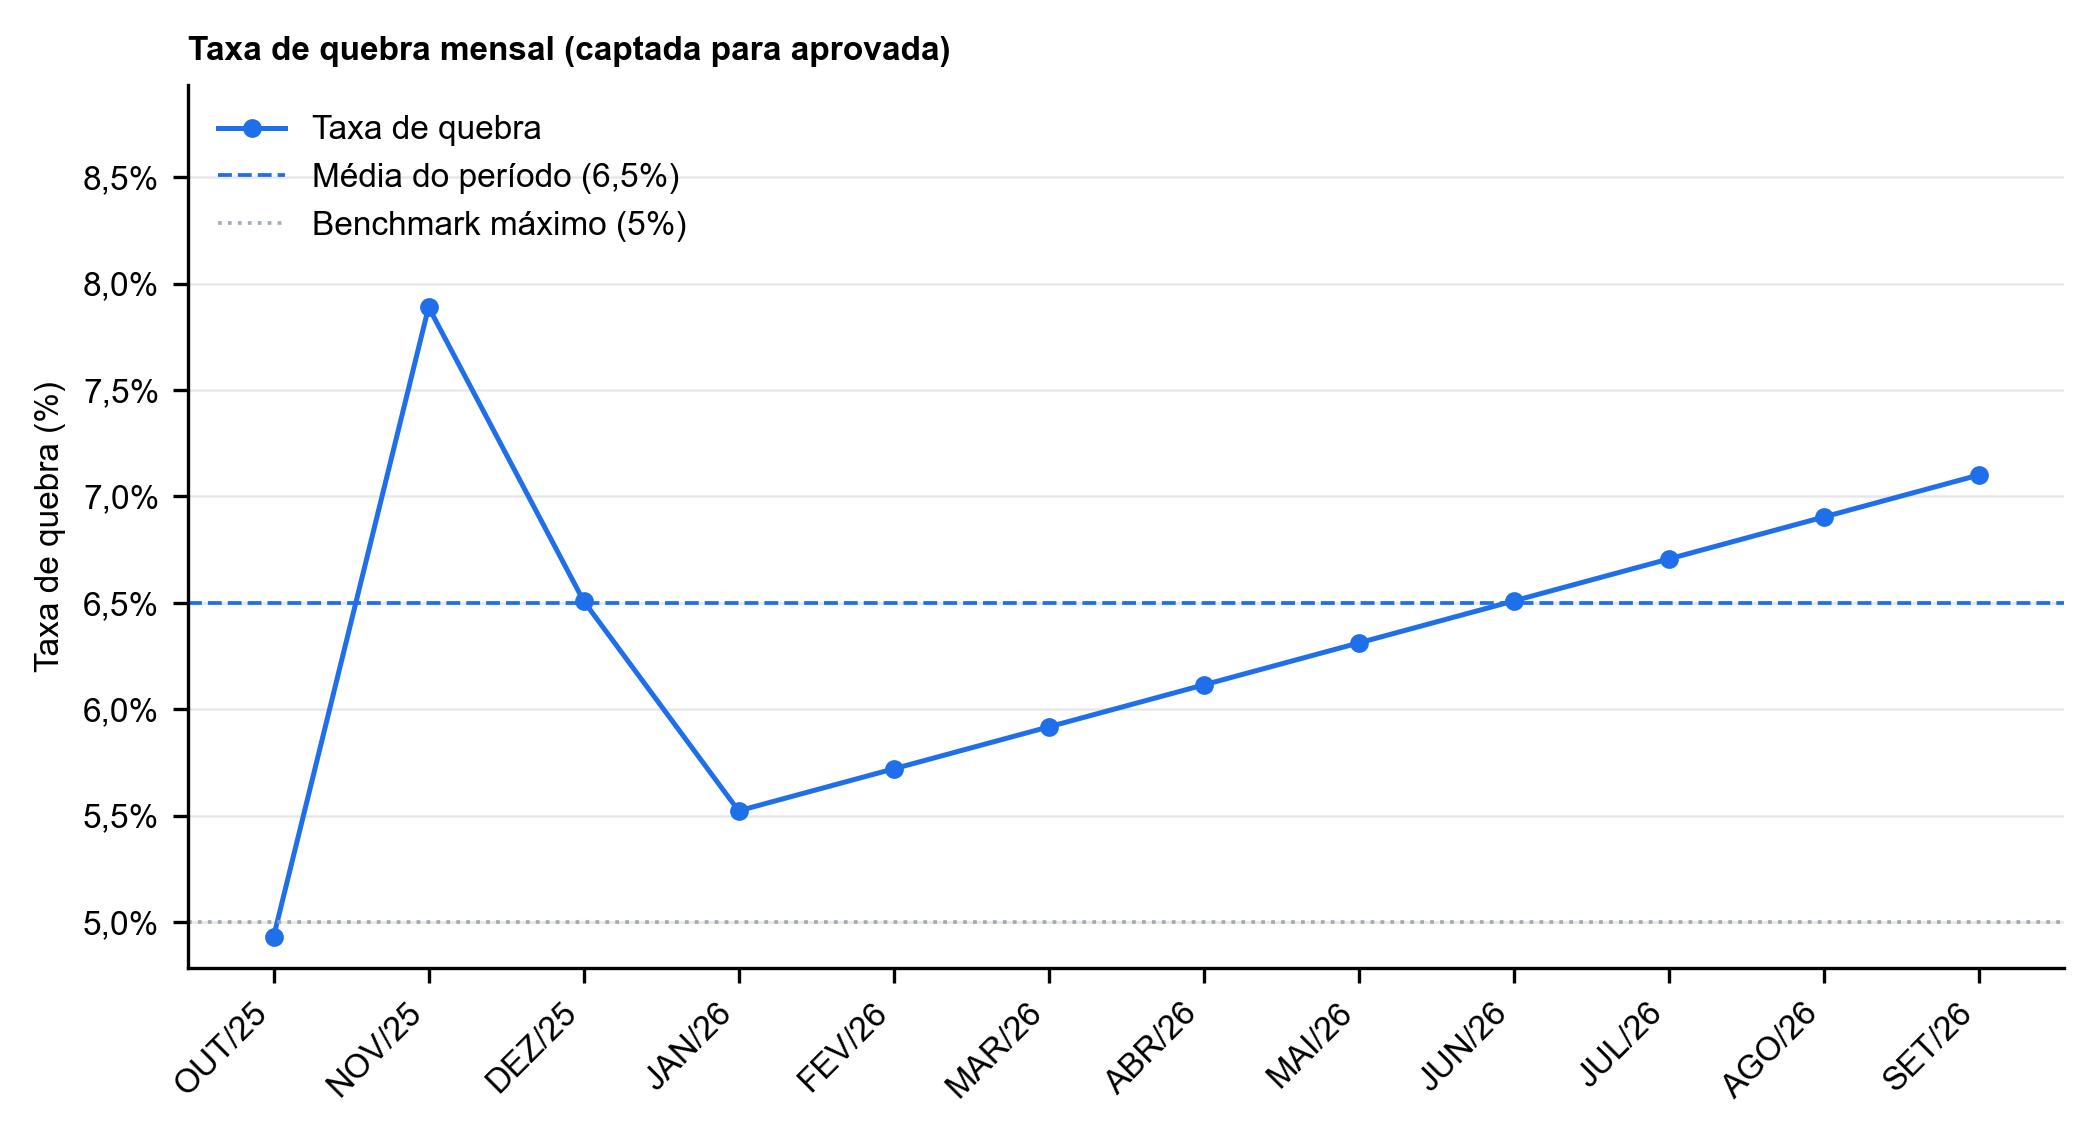 Taxa de quebra mensal (captada para aprovada)
Taxa de quebra
Média do período (6,5%)
Benchmark máximo (5%)
Taxa de quebra (%)
8,5%
8,0%
7,5%
7,0%
6,5%
6,0%
5,5%
5,0%
OUT/25
NOV/25
DEZ/25
JAN/26
FEV/26
MAR/26
ABR/26
MAI/26
JUN/26
JUL/26
AGO/26
SET/26